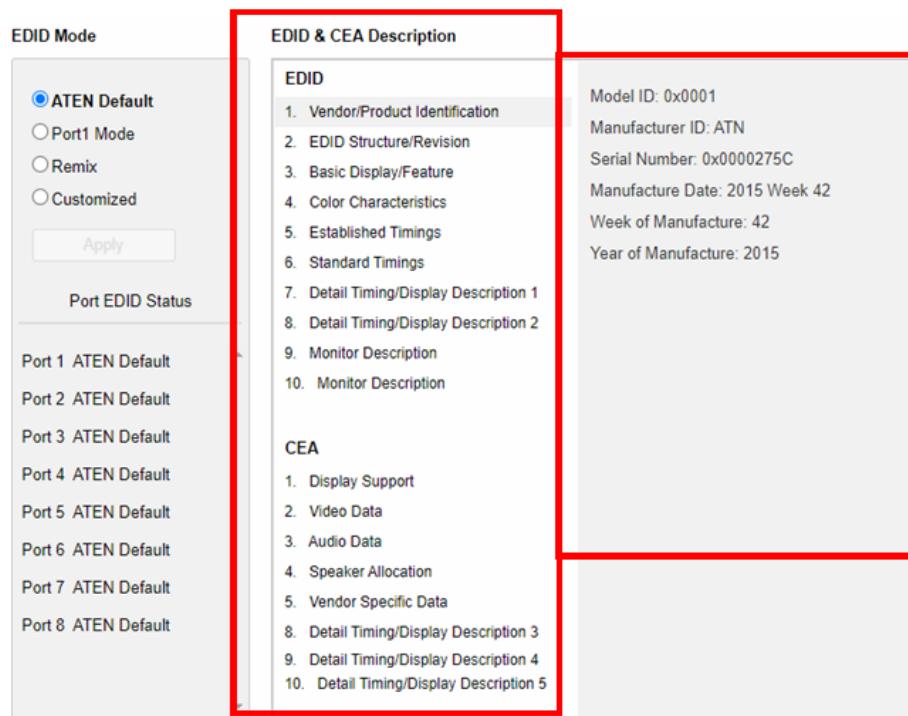 EDID Mode
ATEN Default
Port1 Mode
Remix
Customized
Apply
Port EDID Status
Port 1 ATEN Default
Port 2 ATEN Default
Port 3 ATEN Default
Port 4 ATEN Default
Port 5 ATEN Default
Port 6 ATEN Default
Port 7 ATEN Default
Port 8 ATEN Default
EDID & CEA Description
EDID
1. Vendor/Product Identification
2. EDID Structure/Revision
3. Basic Display/Feature
4. Color Characteristics
5. Established Timings
6. Standard Timings
7. Detail Timing/Display Description 1
8. Detail Timing/Display Description 2
9. Monitor Description
10. Monitor Description
CEA
1. Display Support
2. Video Data
3. Audio Data
4. Speaker Allocation
5. Vendor Specific Data
8. Detail Timing/Display Description 3
9. Detail Timing/Display Description 4
10. Detail Timing/Display Description 5
Model ID: 0x0001
Manufacturer ID: ATN
Serial Number: 0x0000275C
Manufacture Date: 2015 Week 42
Week of Manufacture: 42
Year of Manufacture: 2015